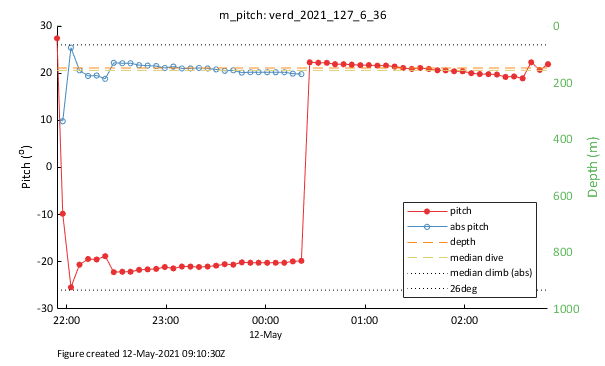 m_pitch: verd_2021_127_6_36
30
20
10
0
-10
-20
-30
Pitch (o)
0
200
400
600
800
1000
Depth (m)
pitch
abs pitch
depth
median dive
median climb (abs)
26deg
22:00 23:00 00:00 01:00 02:00
12-May
Figure created 12-May-2021 09:10:30Z